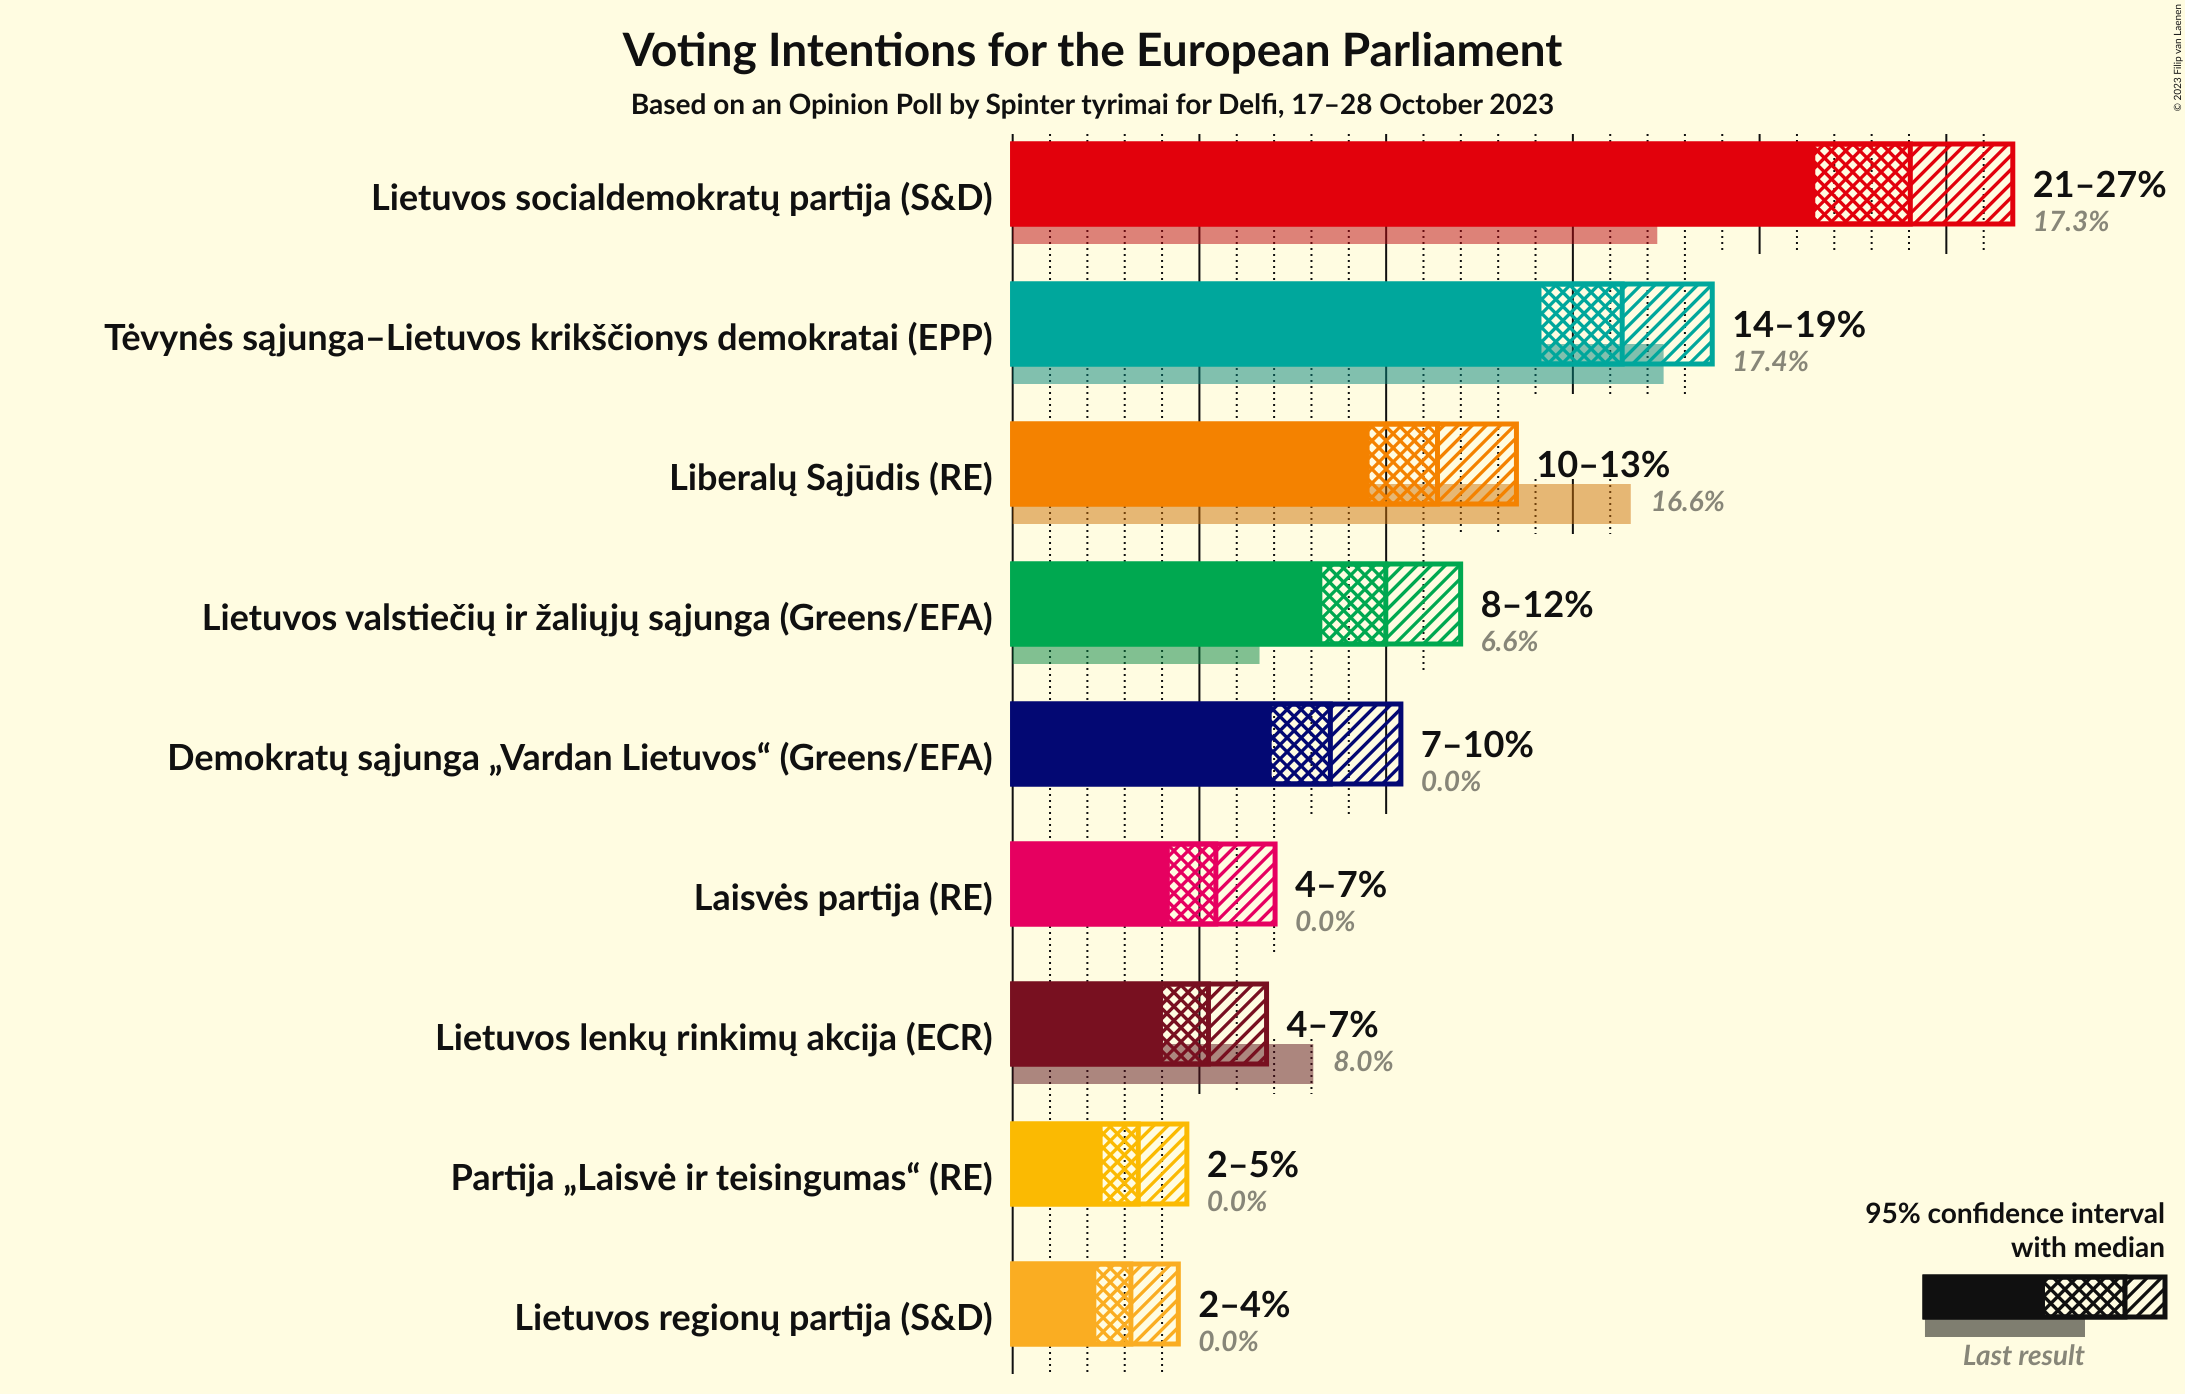 Voting Intentions for the European Parliament
Based on an Opinion Poll by Spinter tyrimai for Delfi, 17–28 October 2023
© 2023 Filip van Laenen
Lietuvos socialdemokratų partija (S&D)
21–27%
17.3%
Tėvynės sąjunga–Lietuvos krikščionys demokratai (EPP)
14–19%
17.4%
Liberalų Sąjūdis (RE)
10–13%
16.6%
Lietuvos valstiečių ir žaliųjų sąjunga (Greens/EFA)
8–12%
6.6%
Demokratų sąjunga „Vardan Lietuvos“ (Greens/EFA)
7–10%
0.0%
Laisvės partija (RE)
4–7%
0.0%
Lietuvos lenkų rinkimų akcija (ECR)
4–7%
8.0%
Partija „Laisvė ir teisingumas“ (RE)
2–5%
0.0%
Lietuvos regionų partija (S&D)
2–4%
0.0%
95% confidence interval
with median
Last result